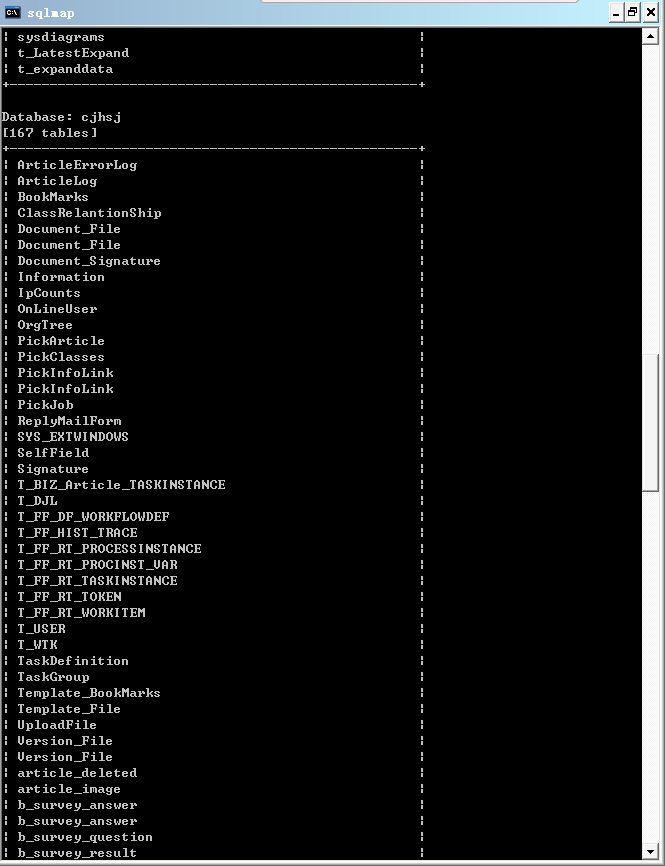 sqlmap
| sysdiagrams |
| t_LatestExpand |
| t_expanddata |
+---------------------------------------------------+
Database: cjhsj
[167 tables]
+---------------------------------------------------+
| ArticleErrorLog |
| ArticleLog |
| BookMarks |
| ClassRelantionShip |
| Document_File |
| Document_File |
| Document_Signature |
| Information |
| IpCounts |
| OnLineUser |
| OrgTree |
| PickArticle |
| PickClasses |
| PickInfoLink |
| PickInfoLink |
| PickJob |
| ReplyMailForm |
| SYS_EXTWINDOWS |
| SelfField |
| Signature |
| T_BIZ_Article_TASKINSTANCE |
| T_DJL |
| T_FF_DF_WORKFLOWDEF |
| T_FF_HIST_TRACE |
| T_FF_RT_PROCESSINSTANCE |
| T_FF_RT_PROCINST_VAR |
| T_FF_RT_TASKINSTANCE |
| T_FF_RT_TOKEN |
| T_FF_RT_WORKITEM |
| T_USER |
| T_WTK |
| TaskDefinition |
| TaskGroup |
| Template_BookMarks |
| Template_File |
| UploadFile |
| Version_File |
| Version_File |
| article_deleted |
| article_image |
| b_survey_answer |
| b_survey_answer |
| b_survey_question |
| b_survey_result |